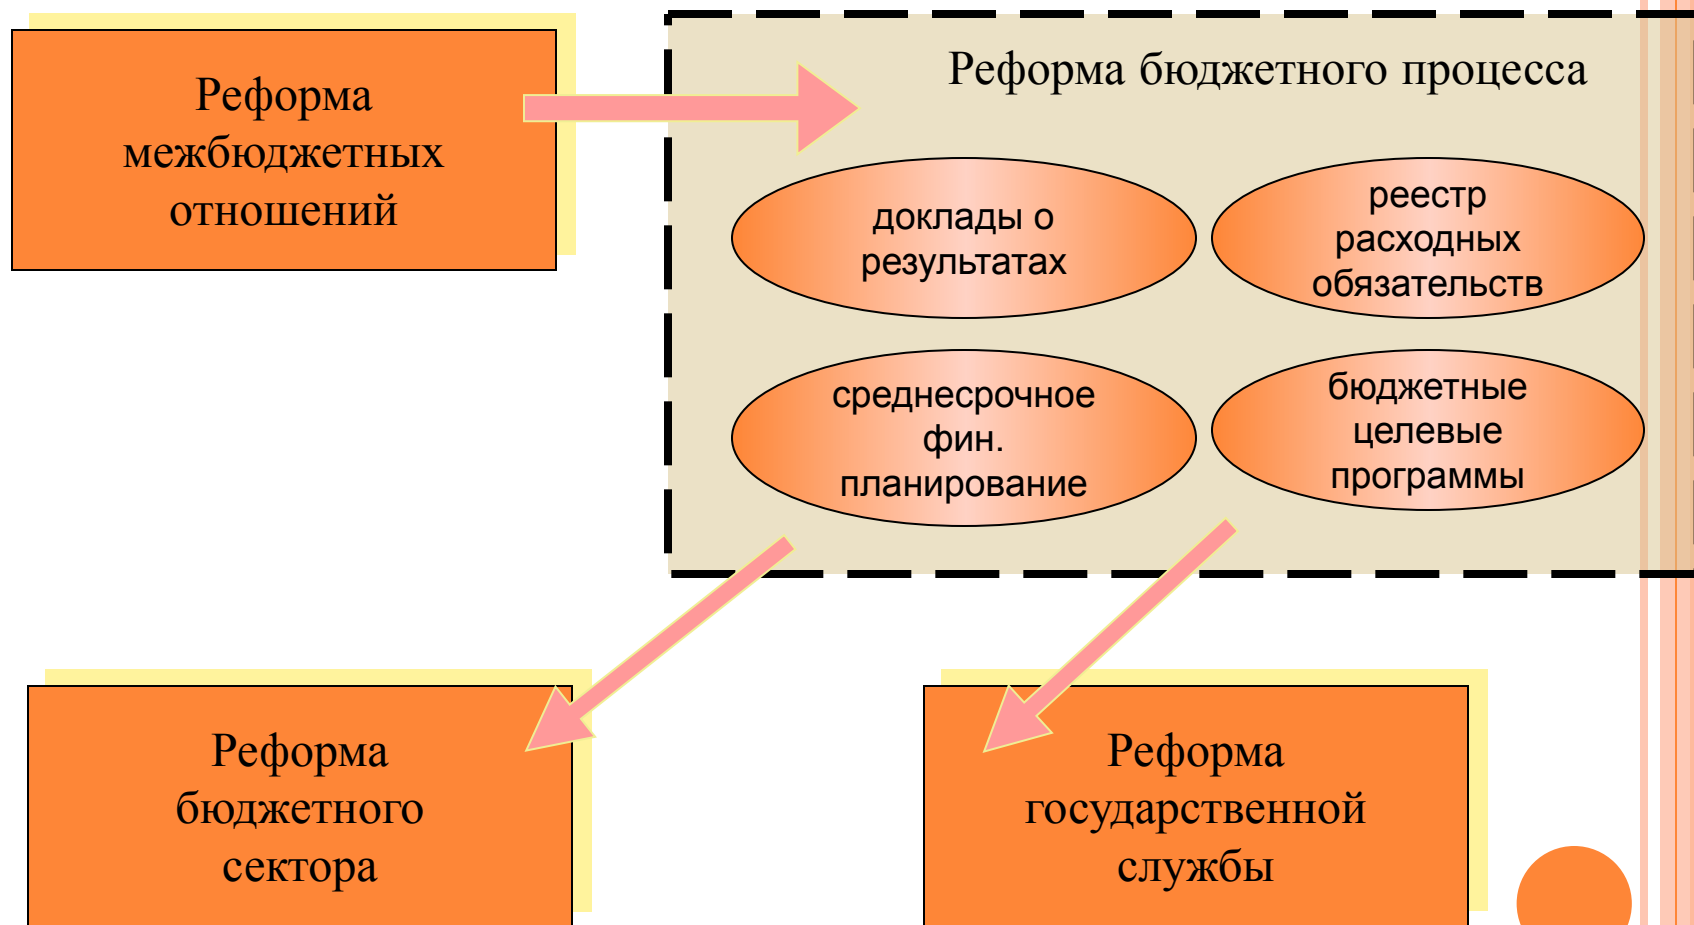 Реформа
межбюджетных
отношений
Реформа бюджетного процесса
доклады о
результатах
реестр
расходных
обязательств
среднесрочное
фин.
планирование
бюджетные
целевые
программы
Реформа
бюджетного
сектора
Реформа
государственной
службы